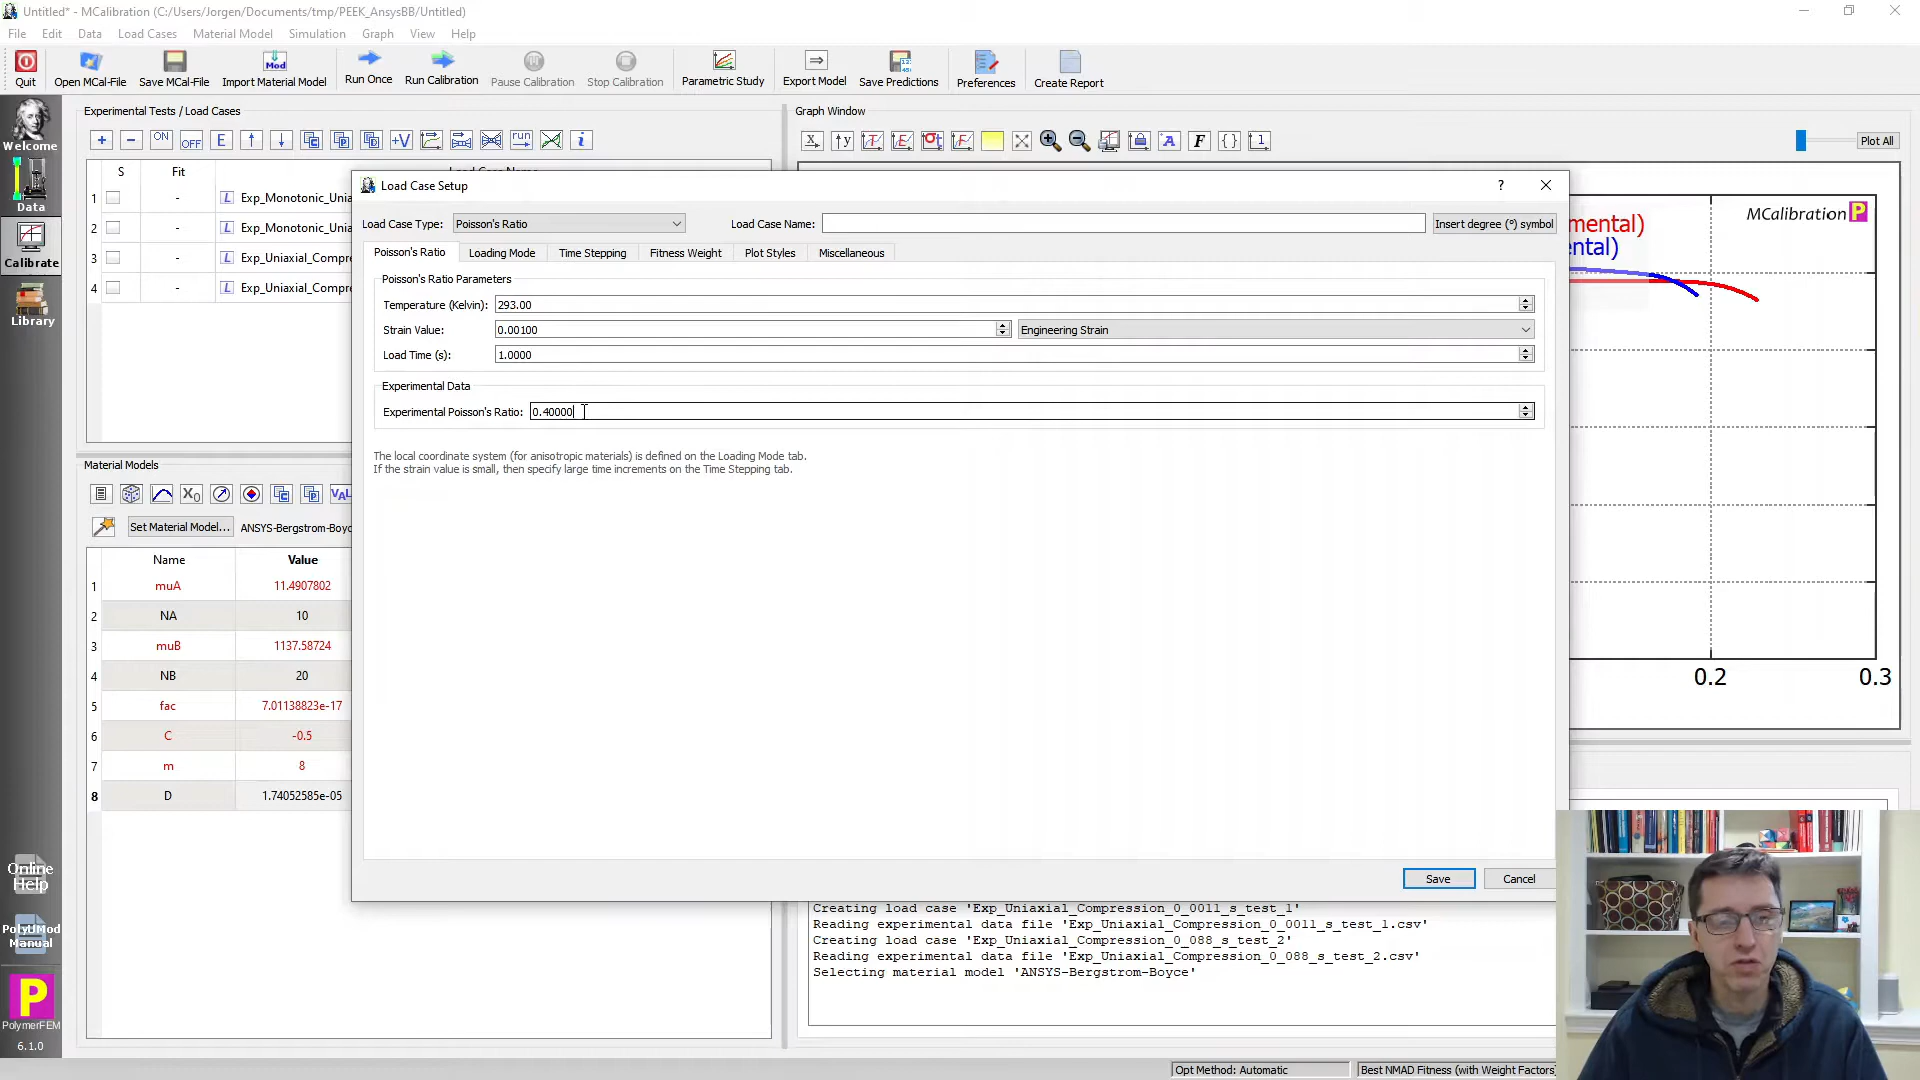 Untitled* - MCalibration (C:/Users/Jorgen/Documents/tmp/PEEK_AnsysBB/Untitled)
File Edit Data Load Cases Material Model Simulation Graph View Help
Quit Open MCal-File Save MCal-File Import Material Model Run Once Run Calibration Pause Calibration Stop Calibration Parametric Study Export Model Save Predictions Preferences Create Report
Welcome
Data
Calibrate
Library
Online Help
PolyUMod Manual
PolymerFEM
6.1.0
Experimental Tests / Load Cases
S Fit
1 - L Exp_Monotonic_Unia
2 - L Exp_Monotonic_Unia
3 - L Exp_Uniaxial_Compre
4 - L Exp_Uniaxial_Compre
Material Models
Set Material Model... ANSYS-Bergstrom-Boyc
Name Value
1 muA 11.4907802
2 NA 10
3 muB 1137.58724
4 NB 20
5 fac 7.01138823e-17
6 C -0.5
7 m 8
8 D 1.74052585e-05
Graph Window
Plot All
mental)
ental)
MCalibration P
0.2 0.3
Load Case Setup
Load Case Type: Poisson's Ratio Load Case Name: Insert degree (°) symbol
Poisson's Ratio Loading Mode Time Stepping Fitness Weight Plot Styles Miscellaneous
Poisson's Ratio Parameters
Temperature (Kelvin): 293.00
Strain Value: 0.00100 Engineering Strain
Load Time (s): 1.0000
Experimental Data
Experimental Poisson's Ratio: 0.40000
The local coordinate system (for anisotropic materials) is defined on the Loading Mode tab.
If the strain value is small, then specify large time increments on the Time Stepping tab.
Save Cancel
Creating load case 'Exp_Uniaxial_Compression_0_0011_s_test_1'
Reading experimental data file 'Exp_Uniaxial_Compression_0_0011_s_test_1.csv'
Creating load case 'Exp_Uniaxial_Compression_0_088_s_test_2'
Reading experimental data file 'Exp_Uniaxial_Compression_0_088_s_test_2.csv'
Selecting material model 'ANSYS-Bergstrom-Boyce'
Opt Method: Automatic Best NMAD Fitness (with Weight Factors)